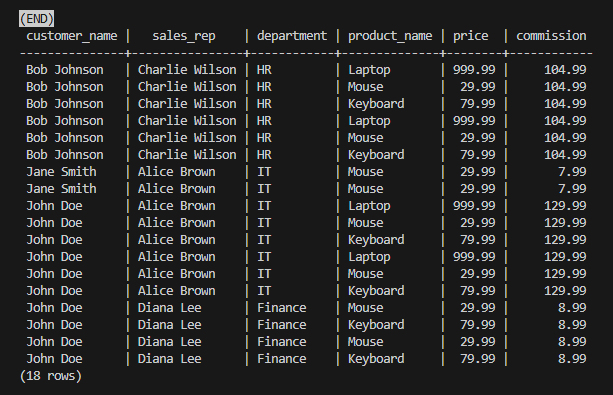 (END)
 customer_name |   sales_rep    | department | product_name | price  | commission
---------------+----------------+------------+--------------+--------+------------
 Bob Johnson   | Charlie Wilson | HR         | Laptop       | 999.99 |     104.99
 Bob Johnson   | Charlie Wilson | HR         | Mouse        |  29.99 |     104.99
 Bob Johnson   | Charlie Wilson | HR         | Keyboard     |  79.99 |     104.99
 Bob Johnson   | Charlie Wilson | HR         | Laptop       | 999.99 |     104.99
 Bob Johnson   | Charlie Wilson | HR         | Mouse        |  29.99 |     104.99
 Bob Johnson   | Charlie Wilson | HR         | Keyboard     |  79.99 |     104.99
 Jane Smith    | Alice Brown    | IT         | Mouse        |  29.99 |       7.99
 Jane Smith    | Alice Brown    | IT         | Mouse        |  29.99 |       7.99
 John Doe      | Alice Brown    | IT         | Laptop       | 999.99 |     129.99
 John Doe      | Alice Brown    | IT         | Mouse        |  29.99 |     129.99
 John Doe      | Alice Brown    | IT         | Keyboard     |  79.99 |     129.99
 John Doe      | Alice Brown    | IT         | Laptop       | 999.99 |     129.99
 John Doe      | Alice Brown    | IT         | Mouse        |  29.99 |     129.99
 John Doe      | Alice Brown    | IT         | Keyboard     |  79.99 |     129.99
 John Doe      | Diana Lee      | Finance    | Mouse        |  29.99 |       8.99
 John Doe      | Diana Lee      | Finance    | Keyboard     |  79.99 |       8.99
 John Doe      | Diana Lee      | Finance    | Mouse        |  29.99 |       8.99
 John Doe      | Diana Lee      | Finance    | Keyboard     |  79.99 |       8.99
(18 rows)